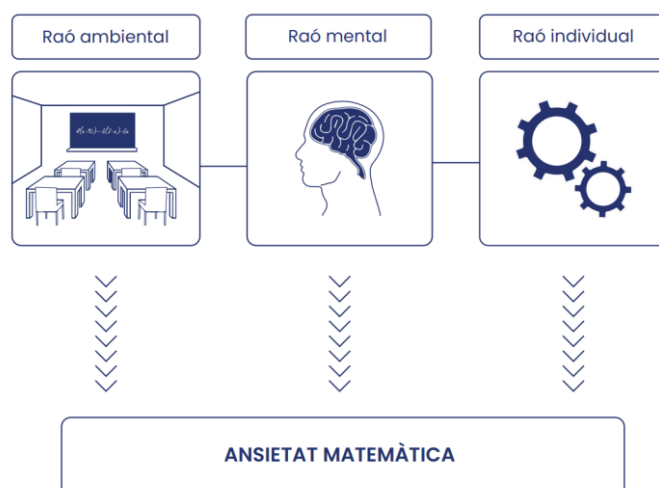 Raó ambiental
Raó mental
Raó individual
ANSIETAT MATEMÀTICA